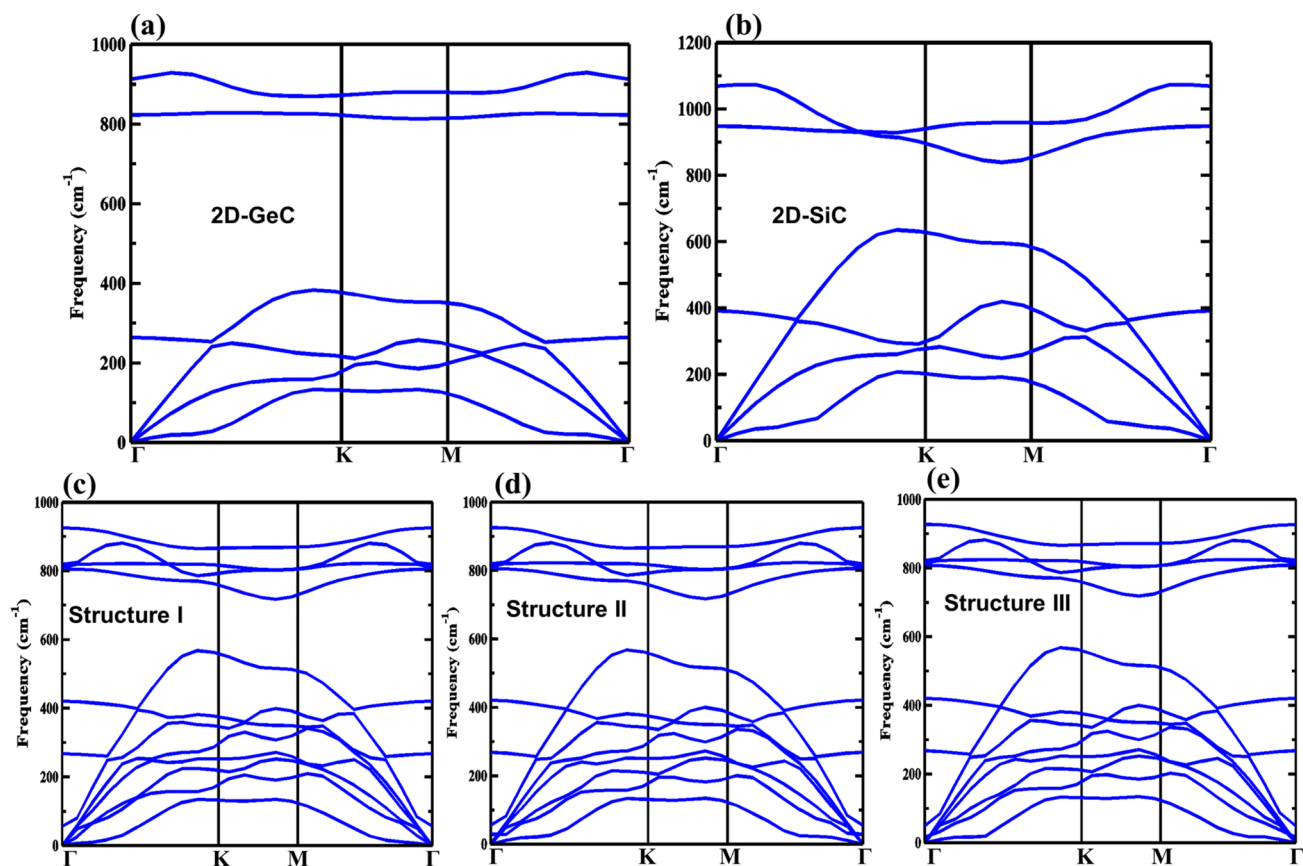 (a)
1000
800
600
400
200
0
Frequency (cm-1)
2D-GeC
Γ K M Γ
(b)
1200
1000
800
600
400
200
0
Frequency (cm-1)
2D-SiC
Γ K M Γ
(c)
1000
800
600
400
200
0
Frequency (cm-1)
Structure I
Γ K M Γ
(d)
1000
800
600
400
200
0
Frequency (cm-1)
Structure II
Γ K M Γ
(e)
1000
800
600
400
200
0
Frequency (cm-1)
Structure III
Γ K M Γ